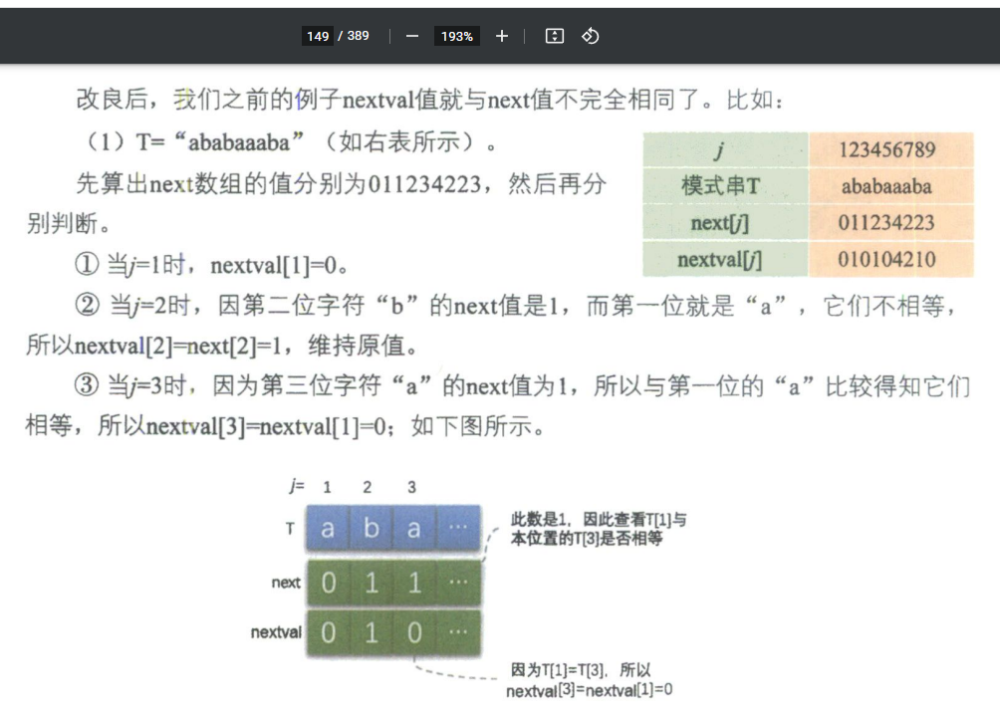 149 / 389 — 193% +
改良后，我们之前的例子nextval值就与next值不完全相同了。比如：
（1）T=“ababaaaba”（如右表所示）。
先算出next数组的值分别为011234223，然后再分
别判断。
j 123456789
模式串T ababaaaba
next[j] 011234223
nextval[j] 010104210
① 当j=1时，nextval[1]=0。
② 当j=2时，因第二位字符“b”的next值是1，而第一位就是“a”，它们不相等，
所以nextval[2]=next[2]=1，维持原值。
③ 当j=3时，因为第三位字符“a”的next值为1，所以与第一位的“a”比较得知它们
相等，所以nextval[3]=nextval[1]=0；如下图所示。
j= 1 2 3
T a b a …
此数是1，因此查看T[1]与
本位置的T[3]是否相等
next 0 1 1 …
nextval 0 1 0 …
因为T[1]=T[3]，所以
nextval[3]=nextval[1]=0